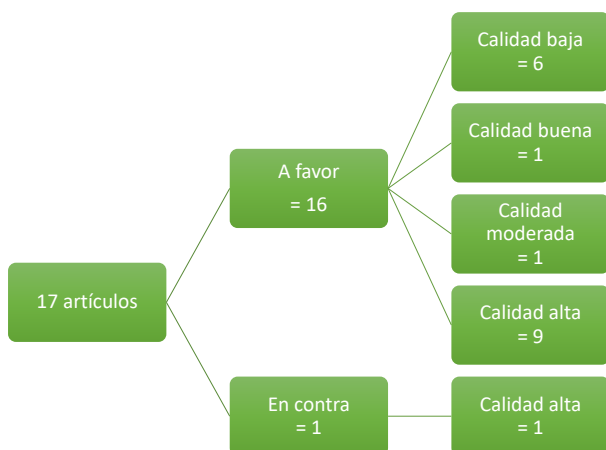 17 artículos
A favor
= 16
En contra
= 1
Calidad baja
= 6
Calidad buena
= 1
Calidad
moderada
= 1
Calidad alta
= 9
Calidad alta
= 1